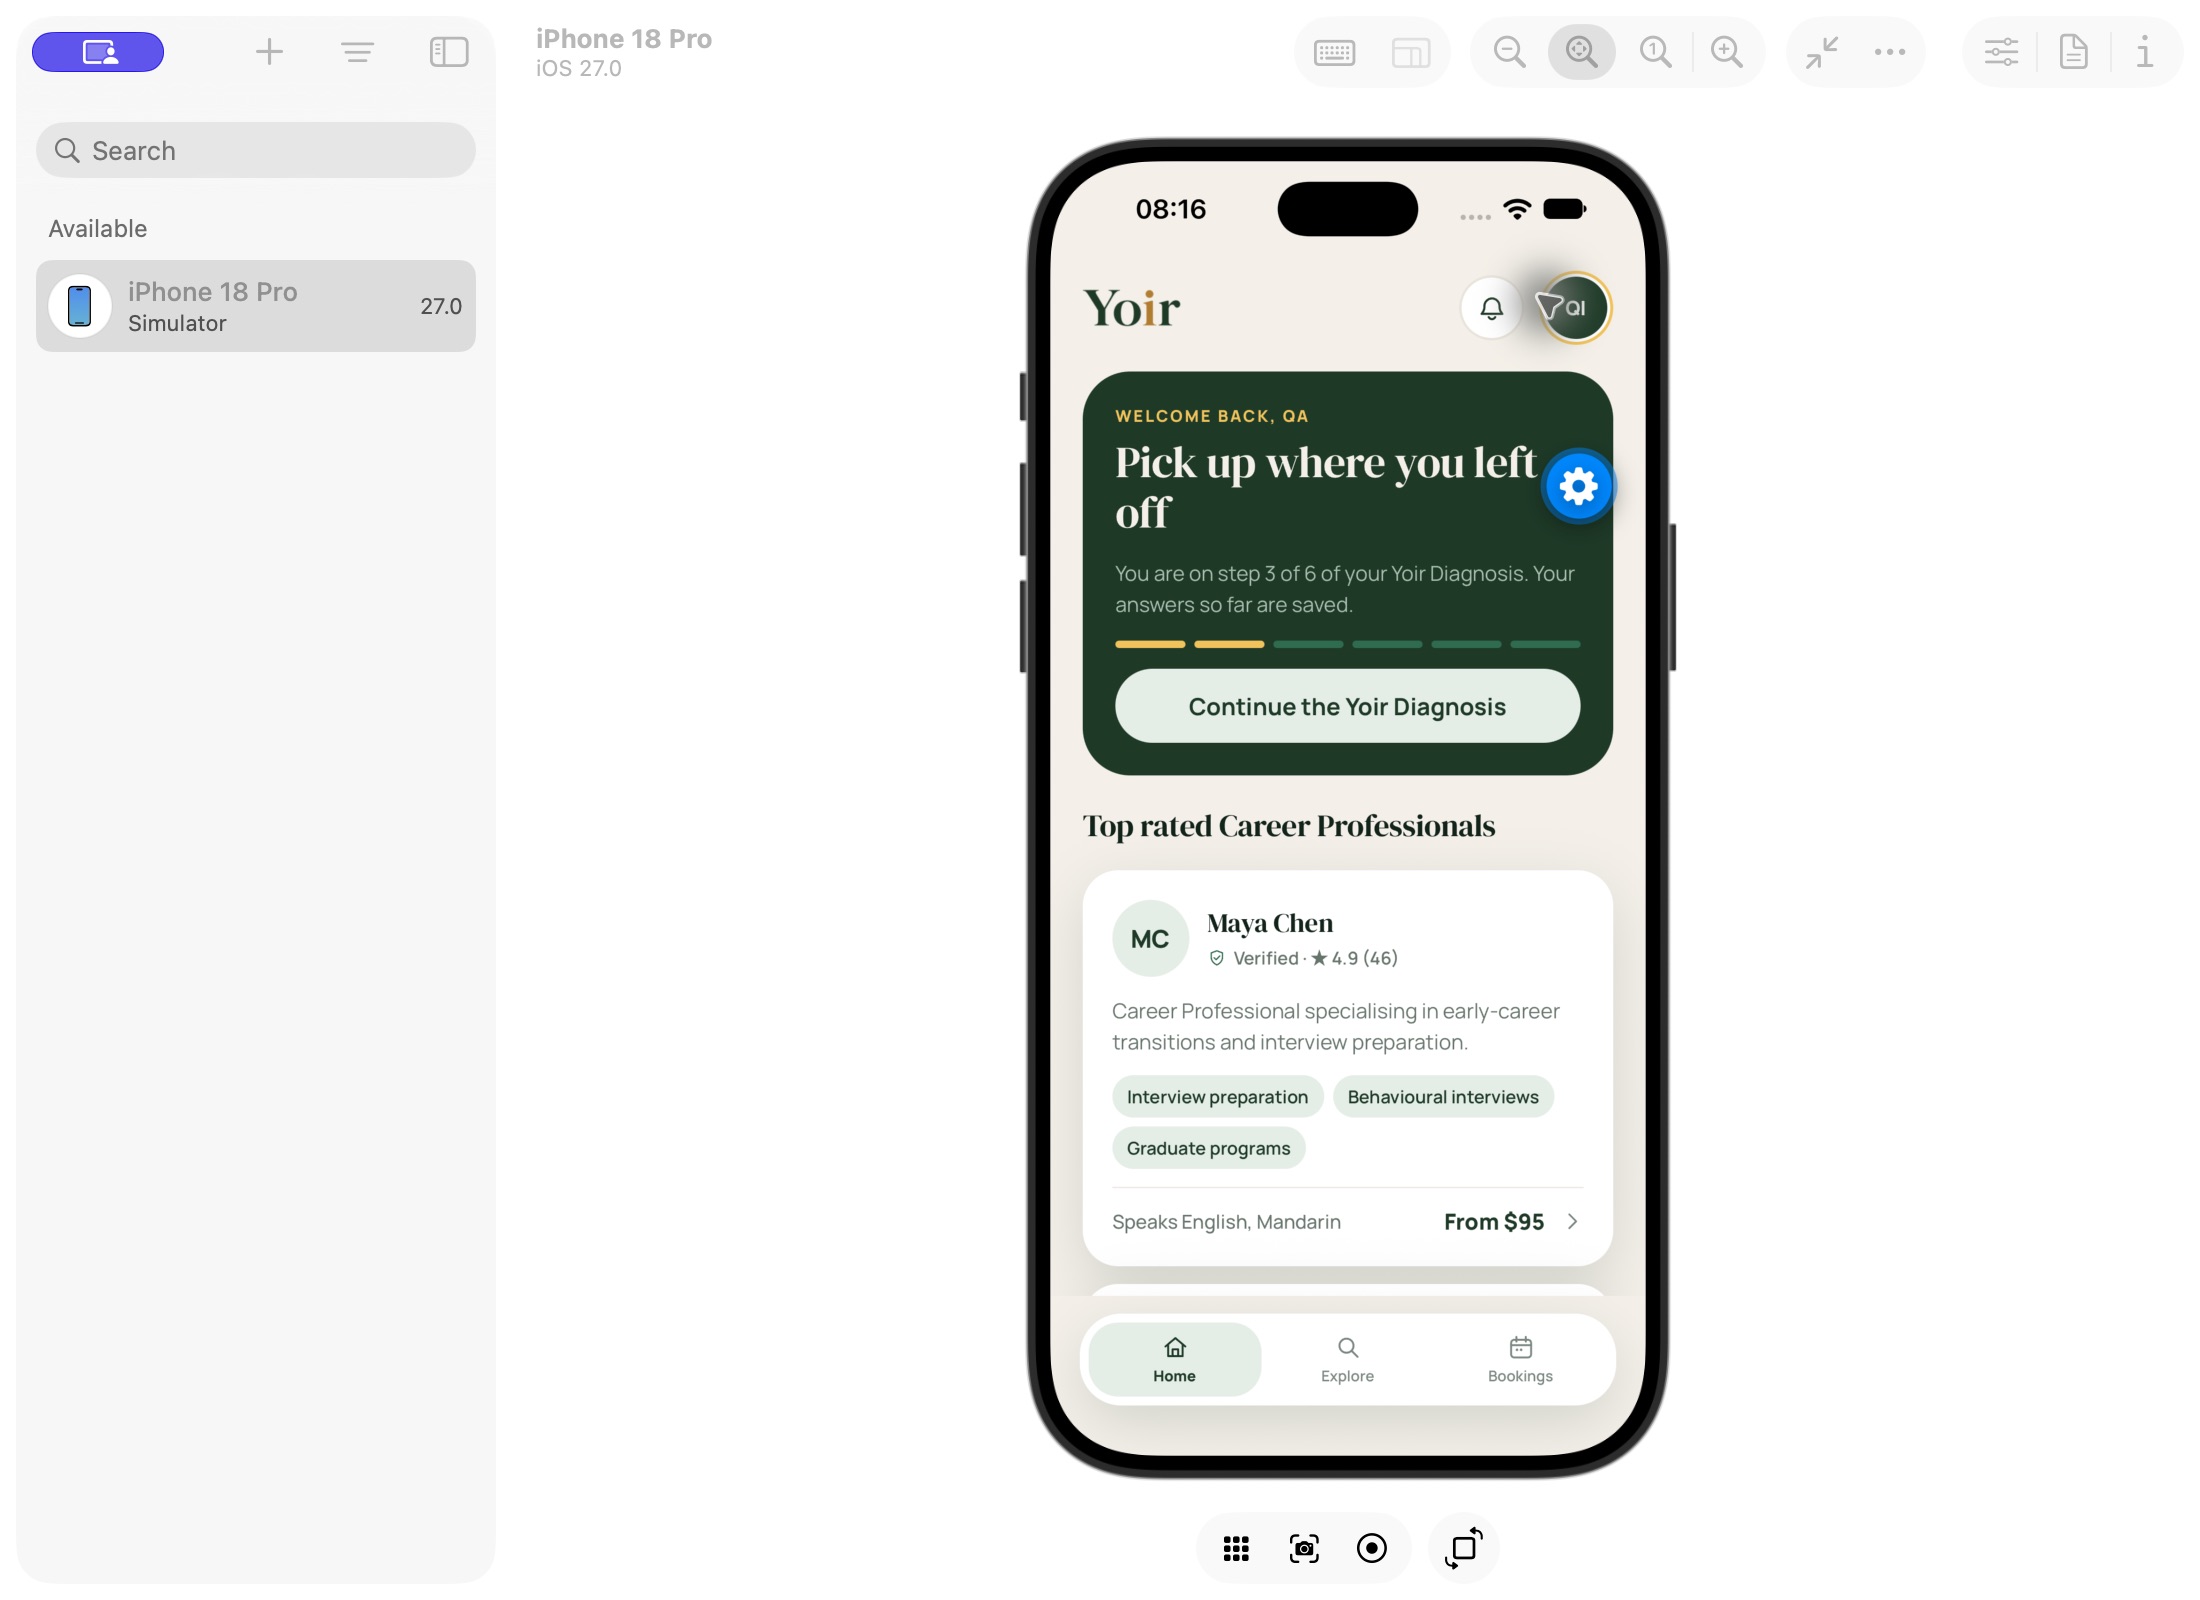 iPhone 18 Pro
iOS 27.0
1
Search
Available
iPhone 18 Pro
Simulator
27.0
08:16
Yoir
QI
WELCOME BACK, QA
Pick up where you left
off
You are on step 3 of 6 of your Yoir Diagnosis. Your
answers so far are saved.
Continue the Yoir Diagnosis
Top rated Career Professionals
MC
Maya Chen
Verified · ★ 4.9 (46)
Career Professional specialising in early-career
transitions and interview preparation.
Interview preparation
Behavioural interviews
Graduate programs
Speaks English, Mandarin
From $95
Home
Explore
Bookings